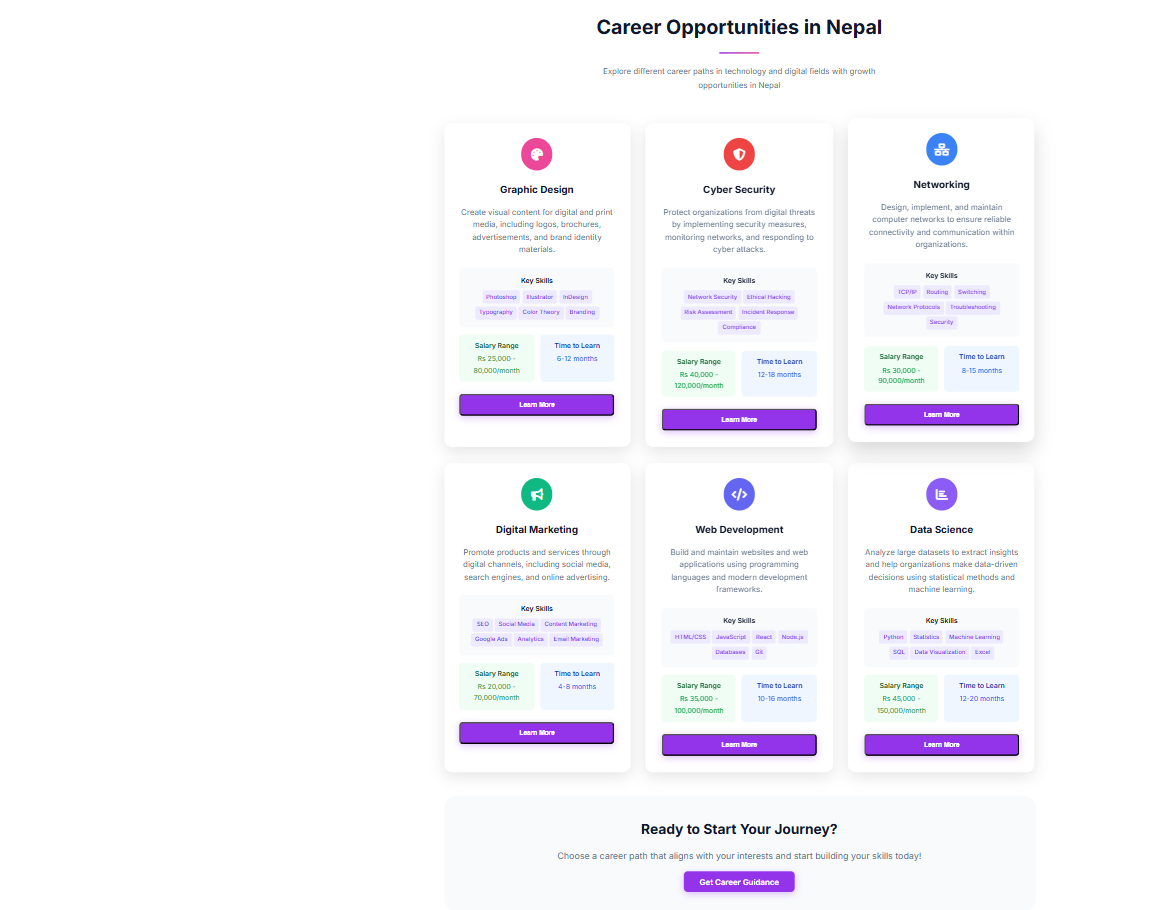 Career Opportunities in Nepal
Explore different career paths in technology and digital fields with growth
opportunities in Nepal
Graphic Design
Create visual content for digital and print
media, including logos, brochures,
advertisements, and brand identity
materials.
Key Skills
Photoshop Illustrator InDesign
Typography Color Theory Branding
Salary Range
Rs 25,000 -
80,000/month
Time to Learn
6-12 months
Learn More
Cyber Security
Protect organizations from digital threats
by implementing security measures,
monitoring networks, and responding to
cyber attacks.
Key Skills
Network Security Ethical Hacking
Risk Assessment Incident Response
Compliance
Salary Range
Rs 40,000 -
120,000/month
Time to Learn
12-18 months
Learn More
Networking
Design, implement, and maintain
computer networks to ensure reliable
connectivity and communication within
organizations.
Key Skills
TCP/IP Routing Switching
Network Protocols Troubleshooting
Security
Salary Range
Rs 30,000 -
90,000/month
Time to Learn
8-15 months
Learn More
Digital Marketing
Promote products and services through
digital channels, including social media,
search engines, and online advertising.
Key Skills
SEO Social Media Content Marketing
Google Ads Analytics Email Marketing
Salary Range
Rs 20,000 -
70,000/month
Time to Learn
4-8 months
Learn More
Web Development
Build and maintain websites and web
applications using programming
languages and modern development
frameworks.
Key Skills
HTML/CSS JavaScript React Node.js
Databases Git
Salary Range
Rs 35,000 -
100,000/month
Time to Learn
10-16 months
Learn More
Data Science
Analyze large datasets to extract insights
and help organizations make data-driven
decisions using statistical methods and
machine learning.
Key Skills
Python Statistics Machine Learning
SQL Data Visualization Excel
Salary Range
Rs 45,000 -
150,000/month
Time to Learn
12-20 months
Learn More
Ready to Start Your Journey?
Choose a career path that aligns with your interests and start building your skills today!
Get Career Guidance